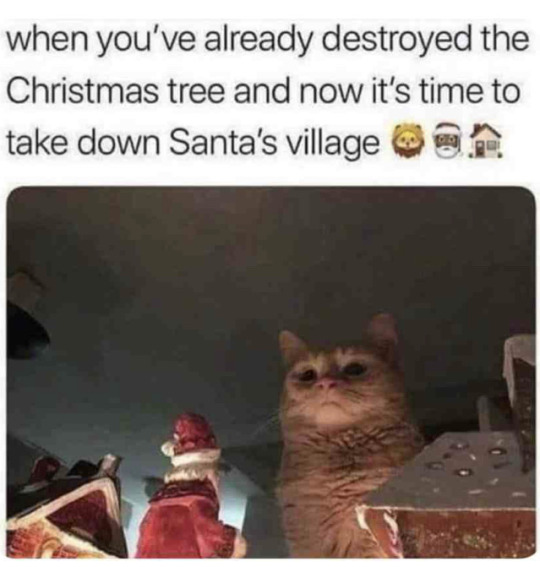 when you've already destroyed the
Christmas tree and now it's time to
take down Santa's village 🦁🎅🏿🏠